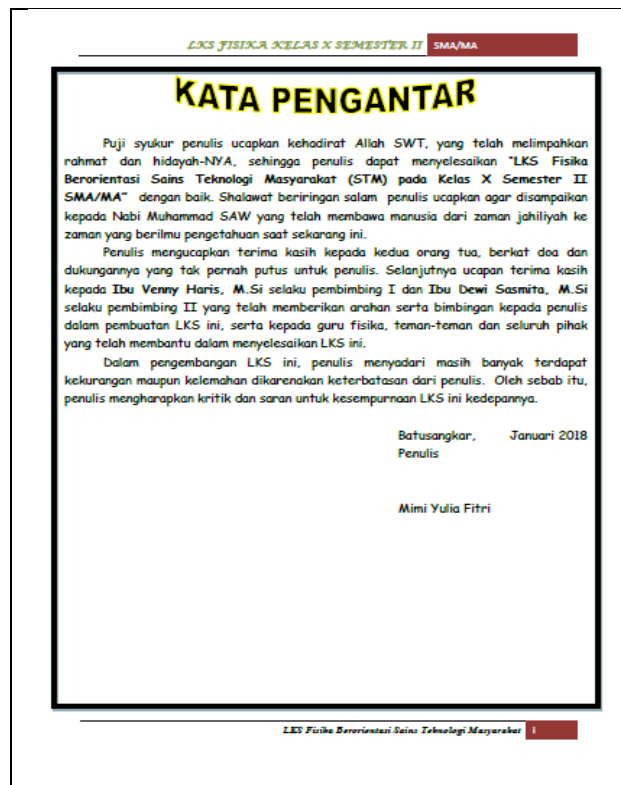 LKS FISIKA KELAS X SEMESTER II SMA/MA
KATA PENGANTAR
Puji syukur penulis ucapkan kehadirat Allah SWT, yang telah melimpahkan
rahmat dan hidayah-NYA, sehingga penulis dapat menyelesaikan "LKS Fisika
Berorientasi Sains Teknologi Masyarakat (STM) pada Kelas X Semester II
SMA/MA" dengan baik. Shalawat beriringan salam penulis ucapkan agar disampaikan
kepada Nabi Muhammad SAW yang telah membawa manusia dari zaman jahiliyah ke
zaman yang berilmu pengetahuan saat sekarang ini.
Penulis mengucapkan terima kasih kepada kedua orang tua, berkat doa dan
dukungannya yang tak pernah putus untuk penulis. Selanjutnya ucapan terima kasih
kepada Ibu Venny Haris, M.Si selaku pembimbing I dan Ibu Dewi Sasmita, M.Si
selaku pembimbing II yang telah memberikan arahan serta bimbingan kepada penulis
dalam pembuatan LKS ini, serta kepada guru fisika, teman-teman dan seluruh pihak
yang telah membantu dalam menyelesaikan LKS ini.
Dalam pengembangan LKS ini, penulis menyadari masih banyak terdapat
kekurangan maupun kelemahan dikarenakan keterbatasan dari penulis. Oleh sebab itu,
penulis mengharapkan kritik dan saran untuk kesempurnaan LKS ini kedepannya.
Batusangkar, Januari 2018
Penulis
Mimi Yulia Fitri
LKS Fisika Berorientasi Sains Teknologi Masyarakat i